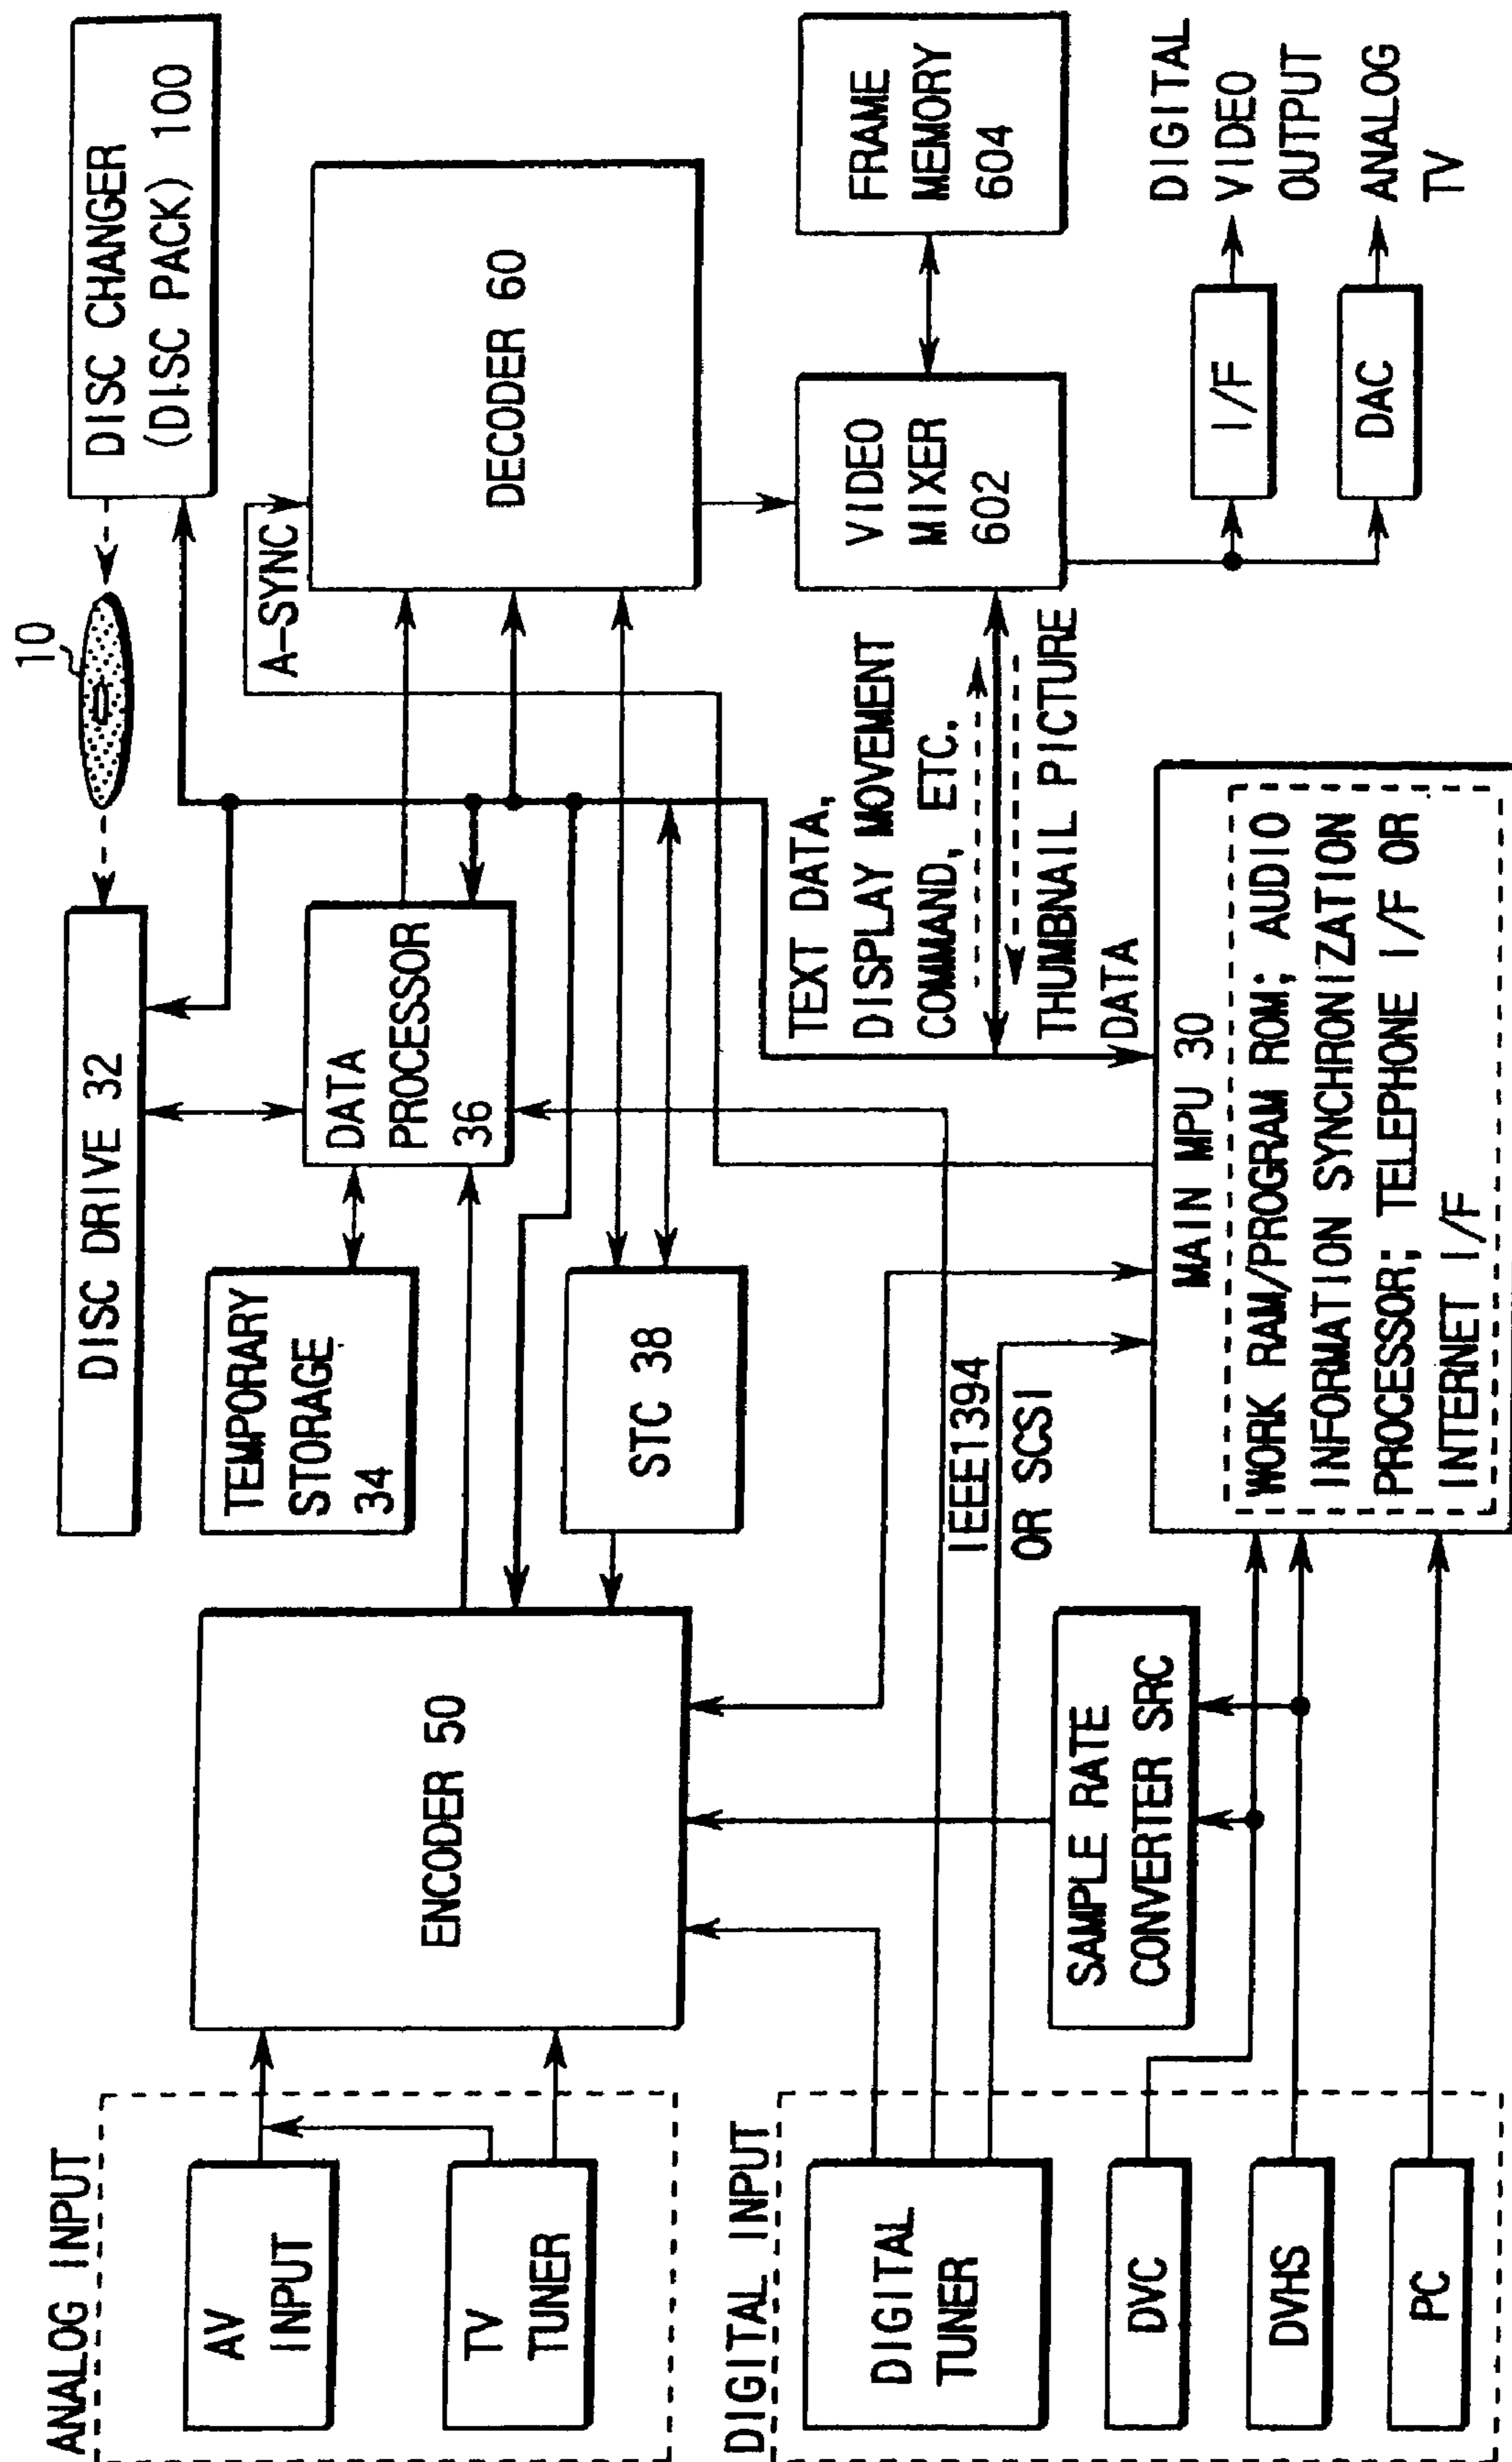 ANALOG INPUT
AV
INPUT
TV
TUNER
DIGITAL INPUT
DIGITAL
TUNER
DVC
DVHS
PC
ENCODER 50
SAMPLE RATE
CONVERTER SRC
DISC DRIVE 32
TEMPORARY
STORAGE
34
DATA
PROCESSOR
36
STC 38
IEEE1394
OR SCSI
MAIN MPU 30
WORK RAM/PROGRAM ROM; AUDIO
INFORMATION SYNCHRONIZATION
PROCESSOR; TELEPHONE I/F OR
INTERNET I/F
10
DISC CHANGER
(DISC PACK) 100
A-SYNC
DECODER 60
TEXT DATA,
DISPLAY MOVEMENT
COMMAND, ETC.
THUMBNAIL PICTURE
DATA
VIDEO
MIXER
602
FRAME
MEMORY
604
I/F
DAC
DIGITAL
VIDEO
OUTPUT
ANALOG
TV